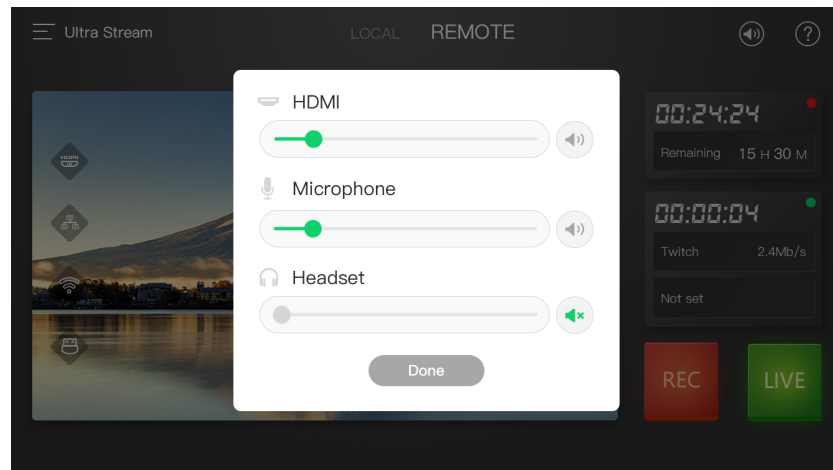 Ultra Stream
LOCAL REMOTE
?
HDMI
HDMI
Microphone
Headset
Done
00:24:24
Remaining 15 H 30 M
00:00:04
Twitch 2.4Mb/s
Not set
REC LIVE